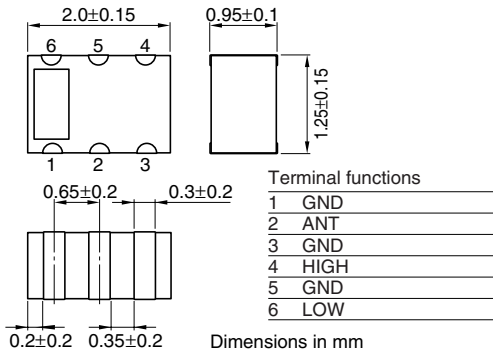 2.0±0.15
0.95±0.1
6 5 4
1.25±0.15
1 2 3
0.65±0.2
0.3±0.2
Terminal functions
1 GND
2 ANT
3 GND
4 HIGH
5 GND
6 LOW
0.2±0.2
0.35±0.2
Dimensions in mm